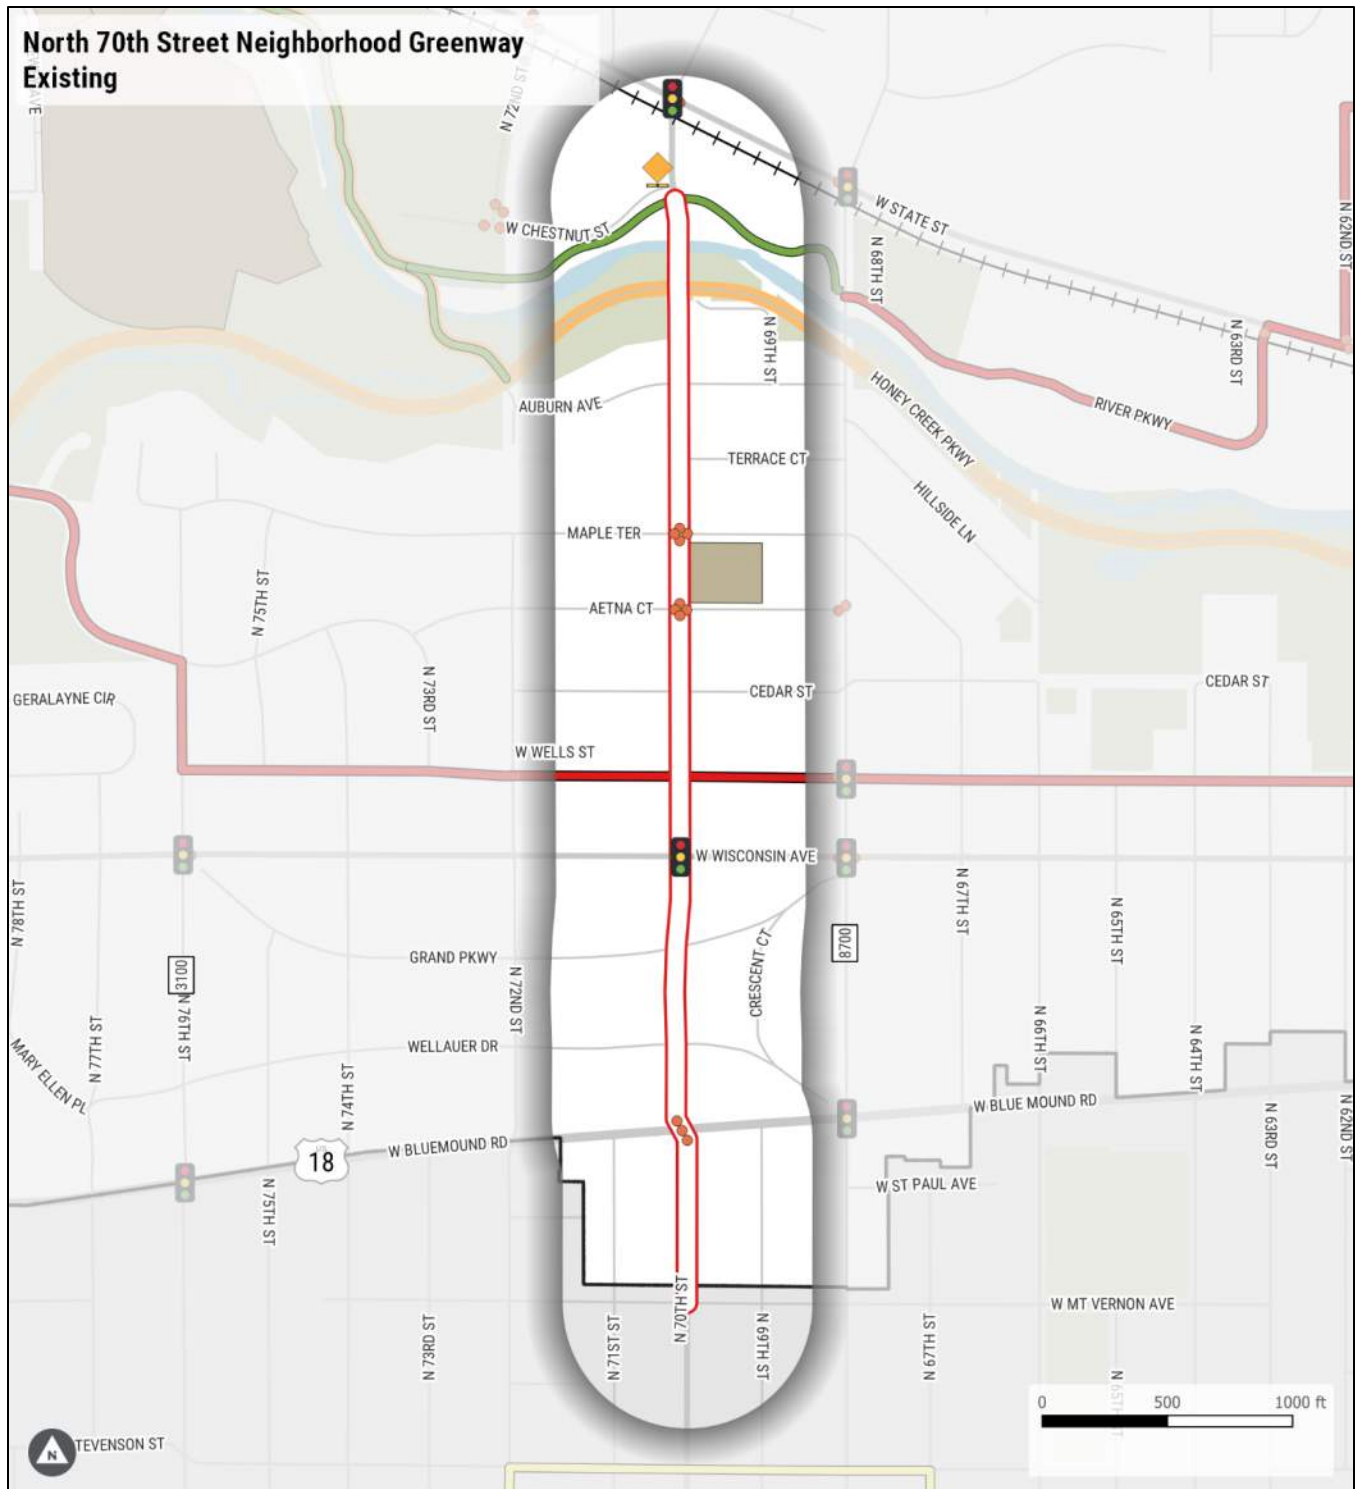 North 70th Street Neighborhood Greenway
Existing
AVE
N 72ND ST
W CHESTNUT ST
W STATE ST
N 68TH ST
N 62ND ST
N 69TH ST
N 63RD ST
AUBURN AVE
HONEY CREEK PKWY
RIVER PKWY
TERRACE CT
HILLSIDE LN
MAPLE TER
N 75TH ST
AETNA CT
N 73RD ST
GERALAYNE CIR
CEDAR ST
CEDAR ST
W WELLS ST
W WISCONSIN AVE
N 78TH ST
N 67TH ST
N 65TH ST
GRAND PKWY
CRESCENT CT
8700
3100
N 76TH ST
N 72ND ST
N 77TH ST
MARY ELLEN PL
WELLAUER DR
N 66TH ST
N 64TH ST
N 74TH ST
W BLUE MOUND RD
W BLUEMOUND RD
18
N 63RD ST
N 62ND ST
N 75TH ST
W ST PAUL AVE
N 70TH ST
W MT VERNON AVE
N 73RD ST
N 71ST ST
N 69TH ST
N 67TH ST
N 65TH ST
0 500 1000 ft
N
TEVENSON ST